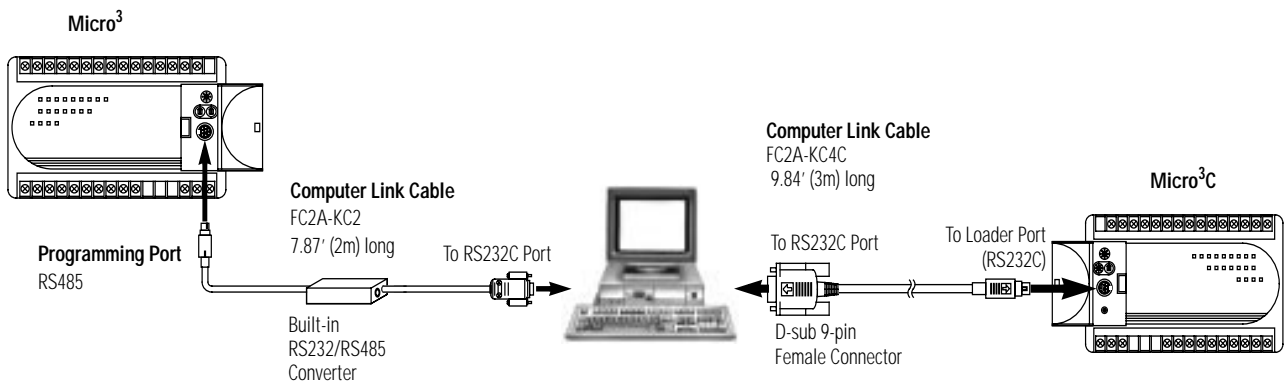 Micro³
Computer Link Cable
FC2A-KC2
7.87' (2m) long
Programming Port
RS485
Built-in
RS232/RS485
Converter
To RS232C Port
Computer Link Cable
FC2A-KC4C
9.84' (3m) long
To RS232C Port
D-sub 9-pin
Female Connector
To Loader Port
(RS232C)
Micro³C